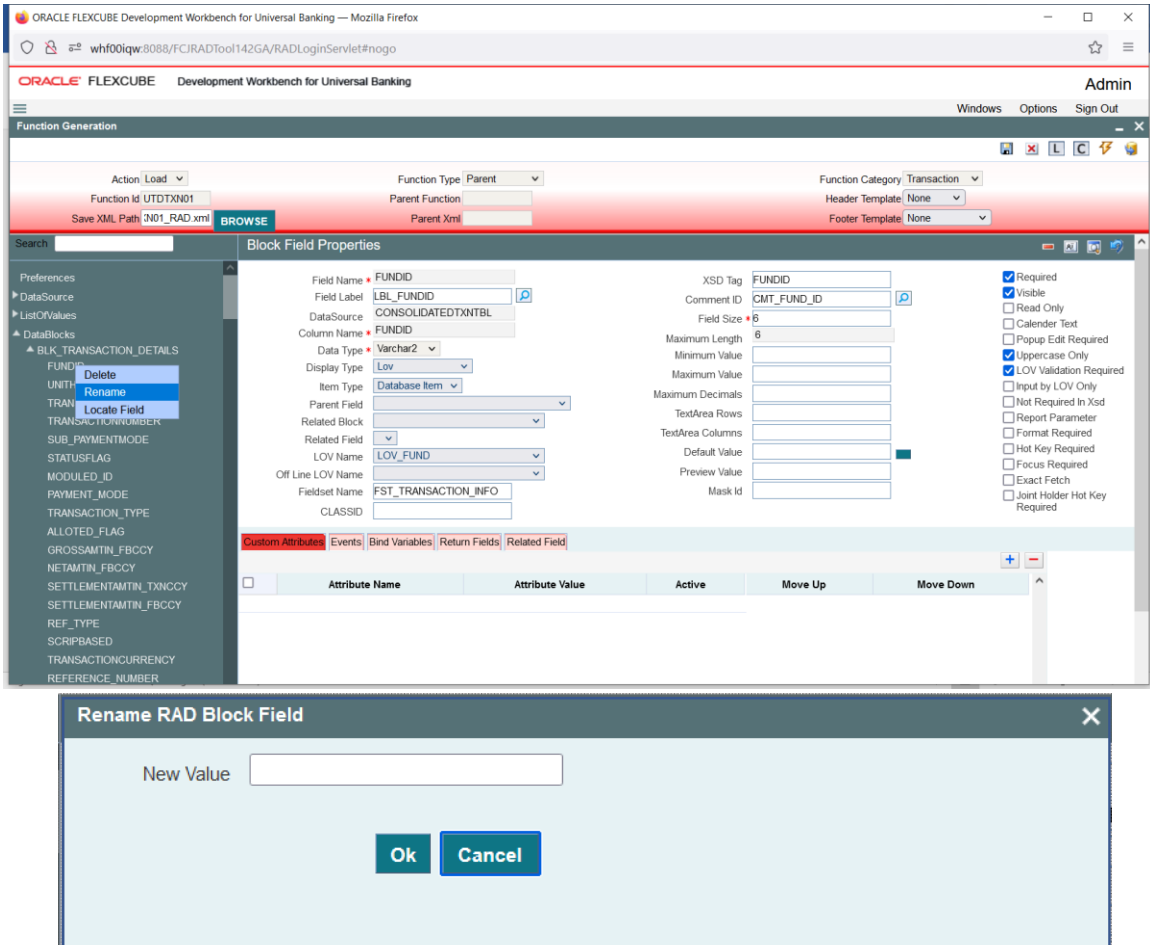 ORACLE FLEXCUBE Development Workbench for Universal Banking — Mozilla Firefox
whf00iqw:8088/FCJRADTool142GA/RADLoginServlet#nogo
ORACLE FLEXCUBE Development Workbench for Universal Banking Admin
Windows Options Sign Out
Function Generation
L C
Action Load Function Type Parent Function Category Transaction
Function Id UTDTXN01 Parent Function Header Template None
Save XML Path :N01_RAD.xml BROWSE Parent Xml Footer Template None
Search Block Field Properties
Preferences
DataSource
ListOfValues
DataBlocks
BLK_TRANSACTION_DETAILS
FUNDID
UNITH
TRAN
TRANSACTIONNUMBER
SUB_PAYMENTMODE
STATUSFLAG
MODULED_ID
PAYMENT_MODE
TRANSACTION_TYPE
ALLOTED_FLAG
GROSSAMTIN_FBCCY
NETAMTIN_FBCCY
SETTLEMENTAMTIN_TXNCCY
SETTLEMENTAMTIN_FBCCY
REF_TYPE
SCRIPBASED
TRANSACTIONCURRENCY
REFERENCE_NUMBER
Delete
Rename
Locate Field
Field Name * FUNDID
Field Label LBL_FUNDID
DataSource CONSOLIDATEDTXNTBL
Column Name * FUNDID
Data Type * Varchar2
Display Type Lov
Item Type Database Item
Parent Field
Related Block
Related Field
LOV Name LOV_FUND
Off Line LOV Name
Fieldset Name FST_TRANSACTION_INFO
CLASSID
XSD Tag FUNDID
Comment ID CMT_FUND_ID
Field Size * 6
Maximum Length 6
Minimum Value
Maximum Value
Maximum Decimals
TextArea Rows
TextArea Columns
Default Value
Preview Value
Mask Id
Required
Visible
Read Only
Calender Text
Popup Edit Required
Uppercase Only
LOV Validation Required
Input by LOV Only
Not Required In Xsd
Report Parameter
Format Required
Hot Key Required
Focus Required
Exact Fetch
Joint Holder Hot Key
Required
Custom Attributes Events Bind Variables Return Fields Related Field
Attribute Name Attribute Value Active Move Up Move Down
Rename RAD Block Field
New Value
Ok Cancel